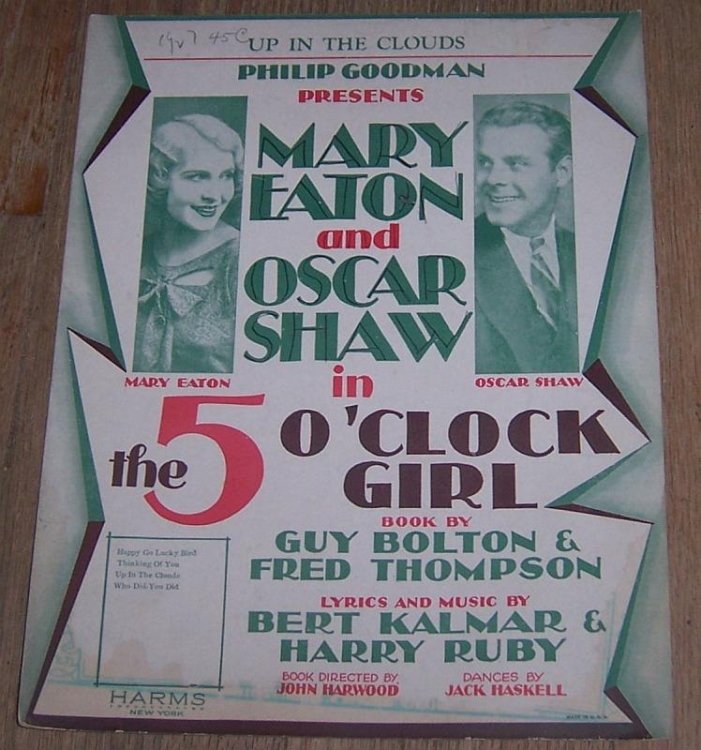 1927 45C UP IN THE CLOUDS
PHILIP GOODMAN
PRESENTS
MARY
EATON
and
OSCAR
SHAW
MARY EATON
OSCAR SHAW
in
the 5 O'CLOCK
GIRL
BOOK BY
GUY BOLTON &
FRED THOMPSON
LYRICS AND MUSIC BY
BERT KALMAR &
HARRY RUBY
BOOK DIRECTED BY
JOHN HARWOOD
DANCES BY
JACK HASKELL
Happy Go Lucky Bird
Thinking Of You
Up In The Clouds
Who Did-You Did
HARMS
NEW YORK